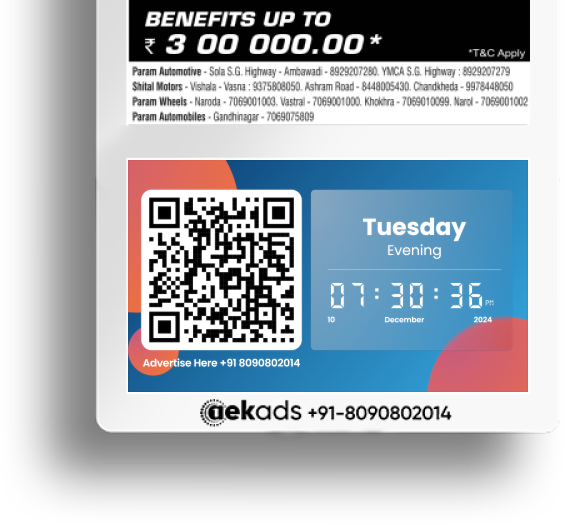 BENEFITS UP TO
₹ 3 00 000.00*
*T&C Apply
Param Automotive - Sola S.G. Highway - Ambawadi - 8929207280. YMCA S.G. Highway : 8929207279
Shital Motors - Vishala - Vasna : 9375808050. Ashram Road - 8448005430. Chandkheda - 9978448050
Param Wheels - Naroda - 7069001003. Vastral - 7069001000. Khokhra - 7069010099. Narol - 7069001002
Param Automobiles - Gandhinagar - 7069075809
Tuesday
Evening
07:30:36 PM
10 December 2024
Advertise Here +91 8090802014
aekads +91-8090802014